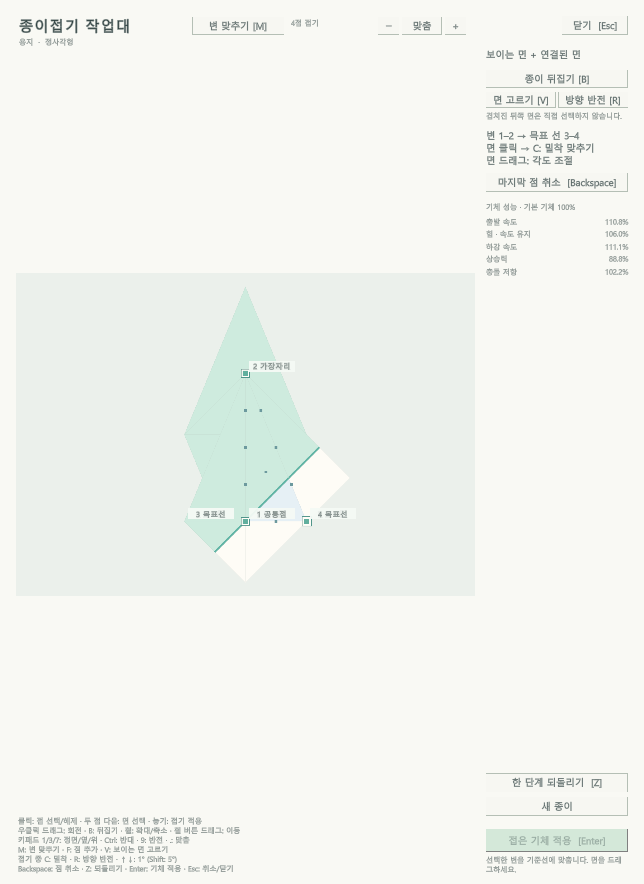 종이접기 작업대
변 맞추기 [M]
4점 접기
−
맞춤
+
닫기 [Esc]
용지 · 정사각형
보이는 면 + 연결된 면
종이 뒤집기 [B]
면 고르기 [V]
방향 반전 [R]
겹쳐진 뒤쪽 면은 직접 선택하지 않습니다.
변 1–2 → 목표 선 3–4
면 클릭 → C: 밀착 맞추기
면 드래그: 각도 조절
마지막 점 취소 [Backspace]
기체 성능 · 기본 기체 100%
출발 속도 110.8%
힘 · 속도 유지 106.0%
하강 속도 111.1%
상승력 88.8%
충돌 저항 102.2%
2 가장자리
3 목표선
1 공통점
4 목표선
한 단계 되돌리기 [Z]
새 종이
접은 기체 적용 [Enter]
선택한 변을 기준선에 맞춥니다. 면을 드래
그하세요.
클릭: 점 선택/해제 · 두 점 다음: 면 선택 · 놓기: 접기 적용
우클릭 드래그: 회전 · B: 뒤집기 · 휠: 확대/축소 · 휠 버튼 드래그: 이동
키패드 1/3/7: 정면/옆/위 · Ctrl: 반대 · 9: 반전 · .: 맞춤
M: 변 맞추기 · F: 점 추가 · V: 보이는 면 고르기
접기 중 C: 밀착 · R: 방향 반전 · ↑ ↓: 1° (Shift: 5°)
Backspace: 점 취소 · Z: 되돌리기 · Enter: 기체 적용 · Esc: 취소/닫기